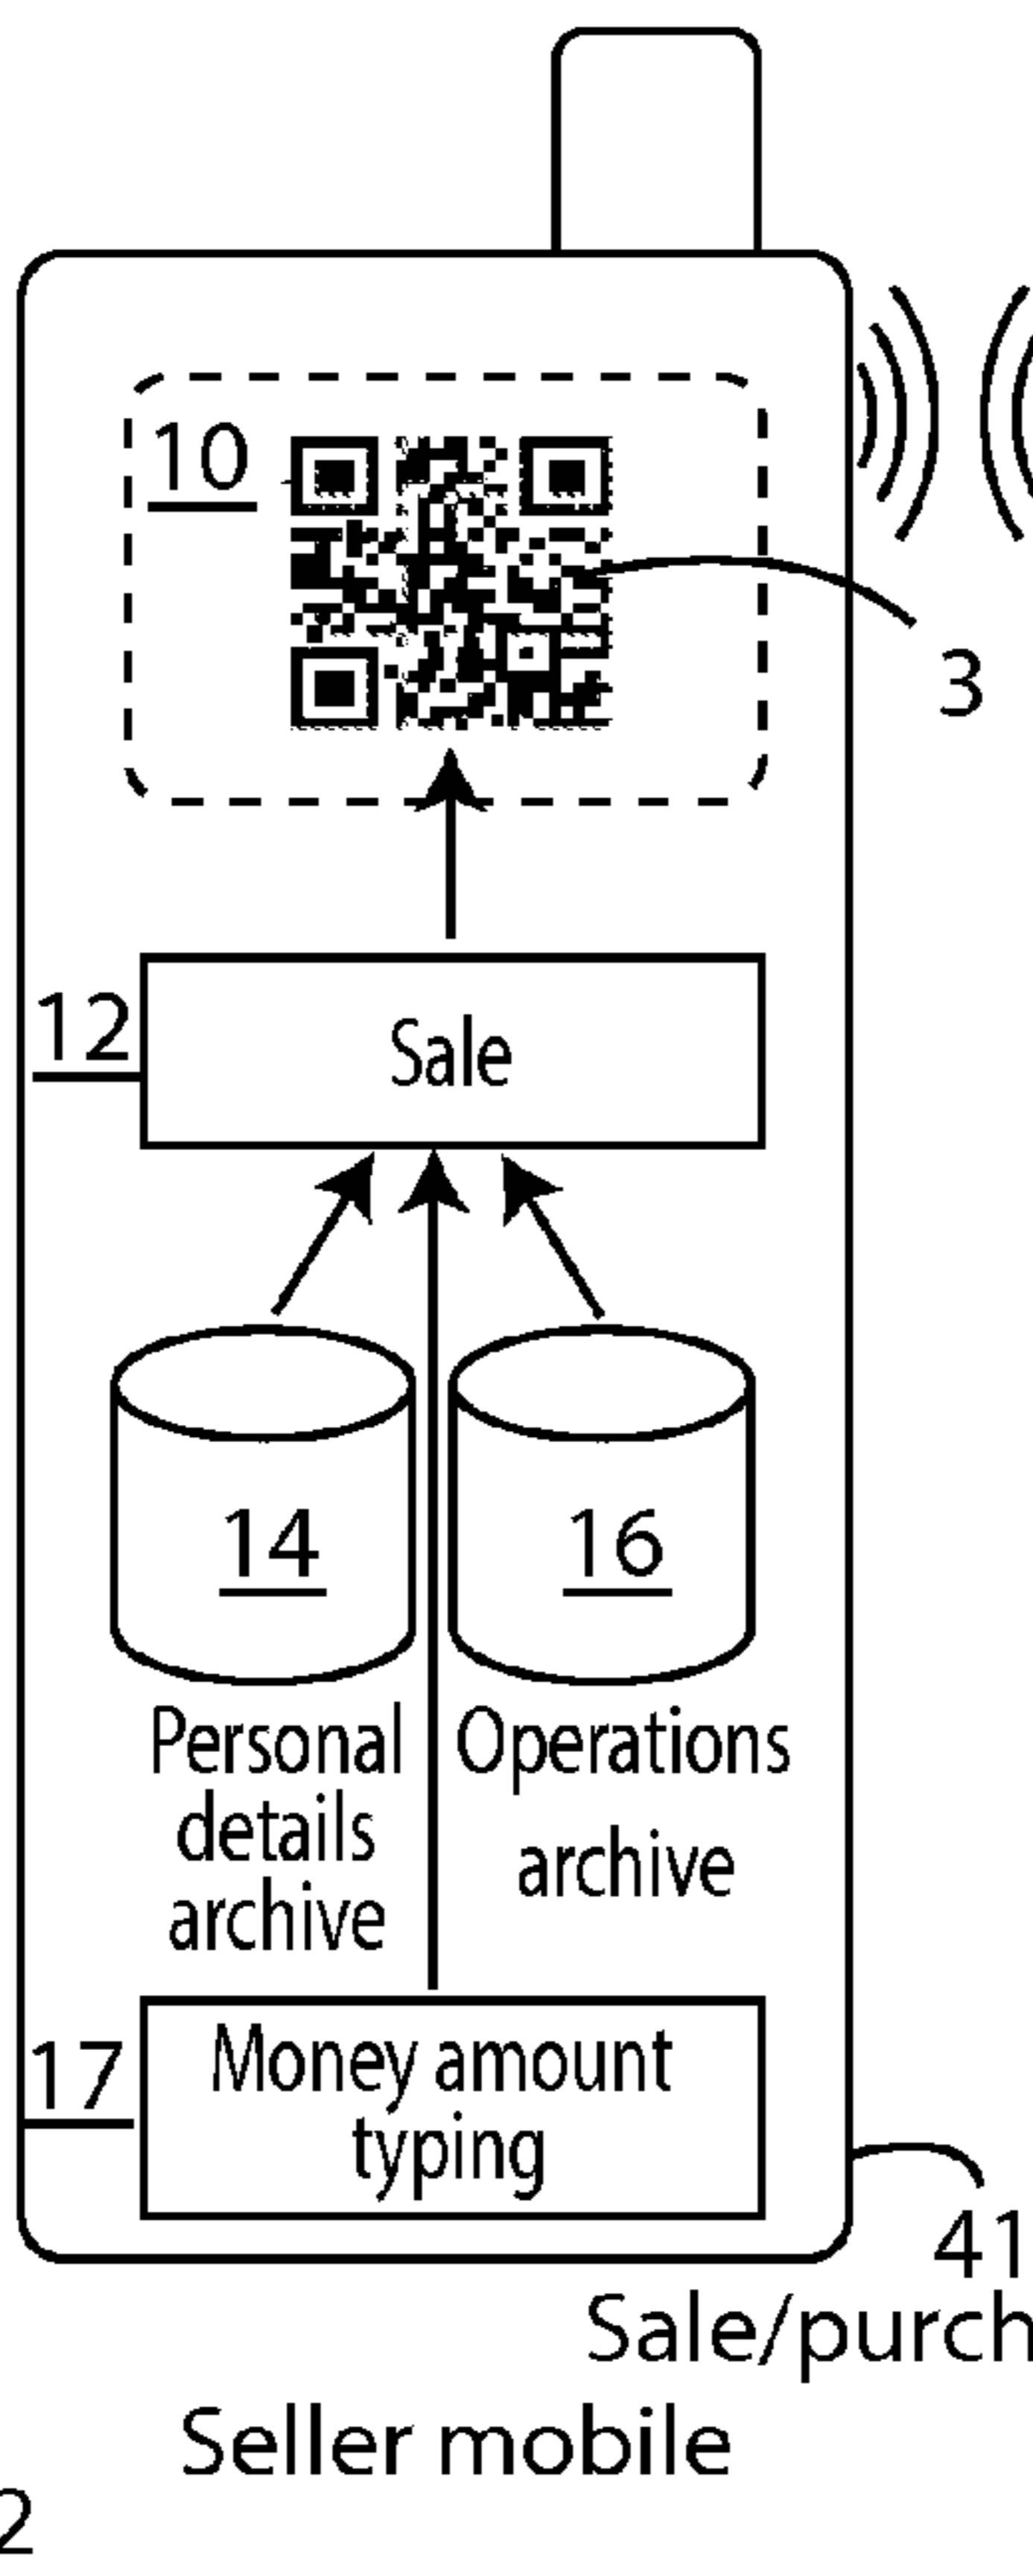 10
3
12
Sale
14
16
Personal
details
archive
Operations
archive
17
Money amount
typing
41
Sale/purch
Seller mobile
2